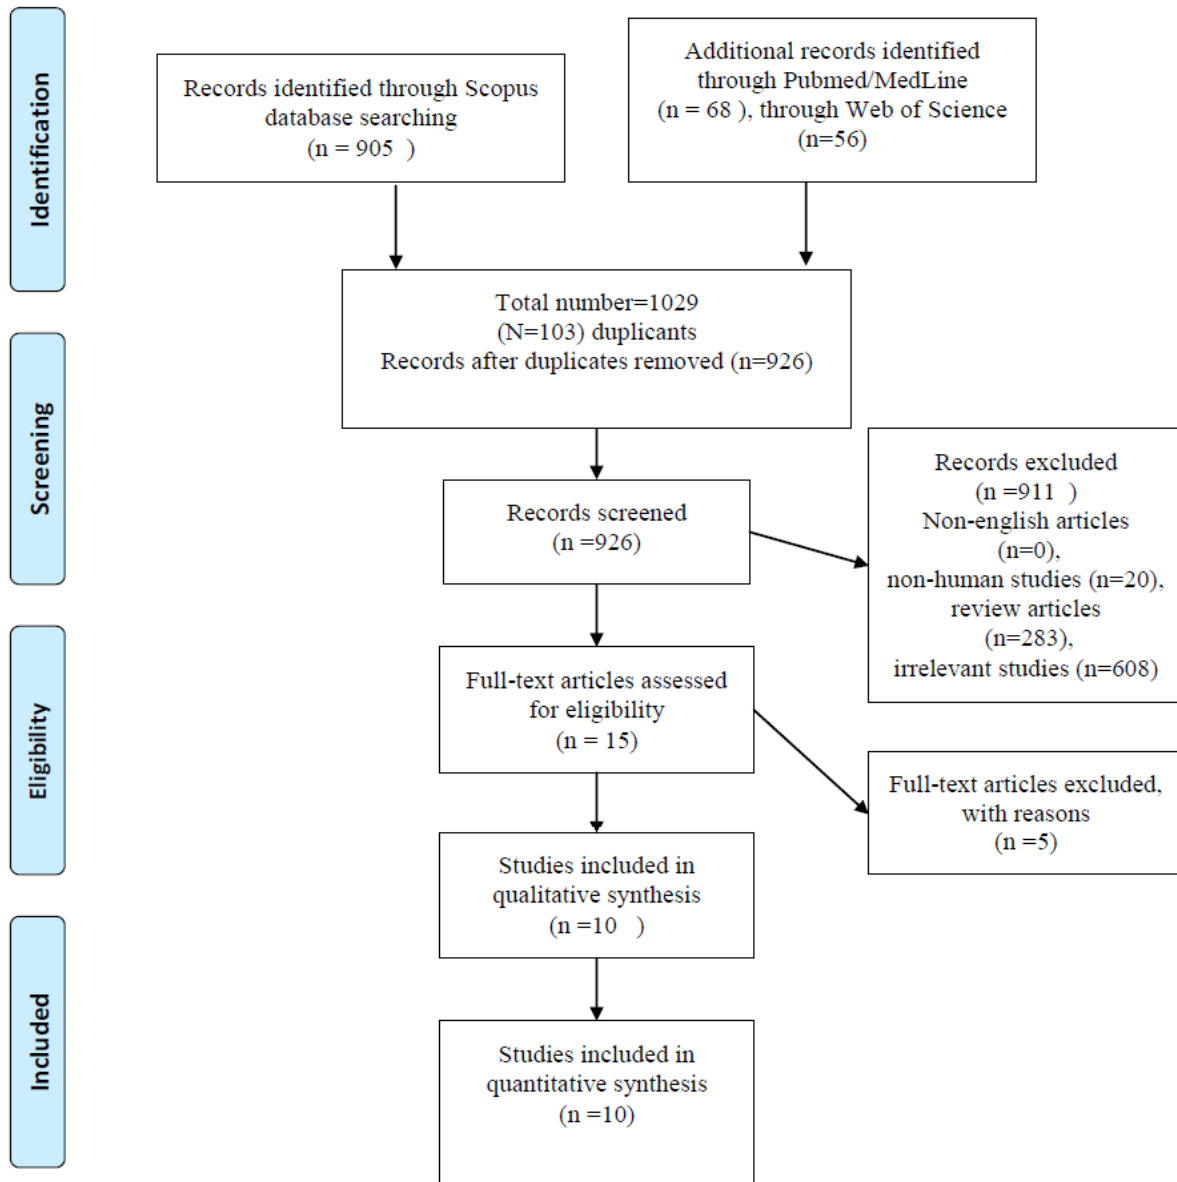 Identification
Records identified through Scopus
database searching
(n = 905 )
Additional records identified
through Pubmed/MedLine
(n = 68 ), through Web of Science
(n=56)
Total number=1029
(N=103) duplicants
Records after duplicates removed (n=926)
Screening
Records screened
(n =926)
Records excluded
(n =911 )
Non-english articles
(n=0),
non-human studies (n=20),
review articles
(n=283),
irrelevant studies (n=608)
Eligibility
Full-text articles assessed
for eligibility
(n = 15)
Full-text articles excluded,
with reasons
(n =5)
Studies included in
qualitative synthesis
(n =10 )
Included
Studies included in
quantitative synthesis
(n =10)